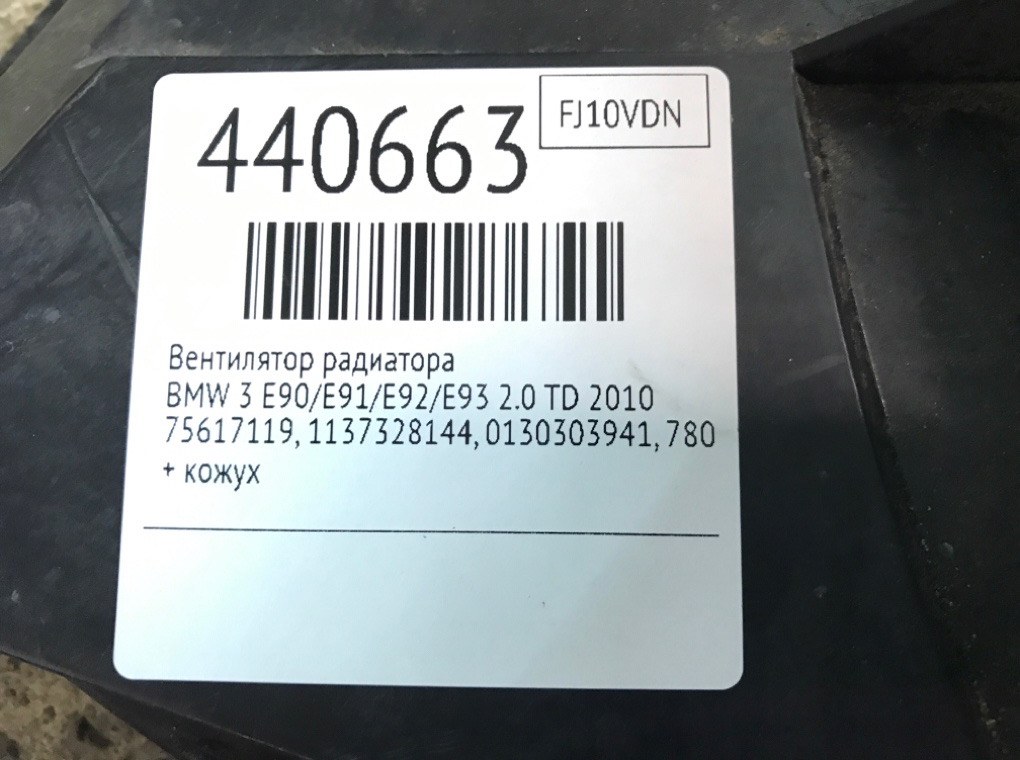 440663
FJ10VDN
Вентилятор радиатора
BMW 3 E90/E91/E92/E93 2.0 TD 2010
75617119, 1137328144, 0130303941, 780
+ кожух